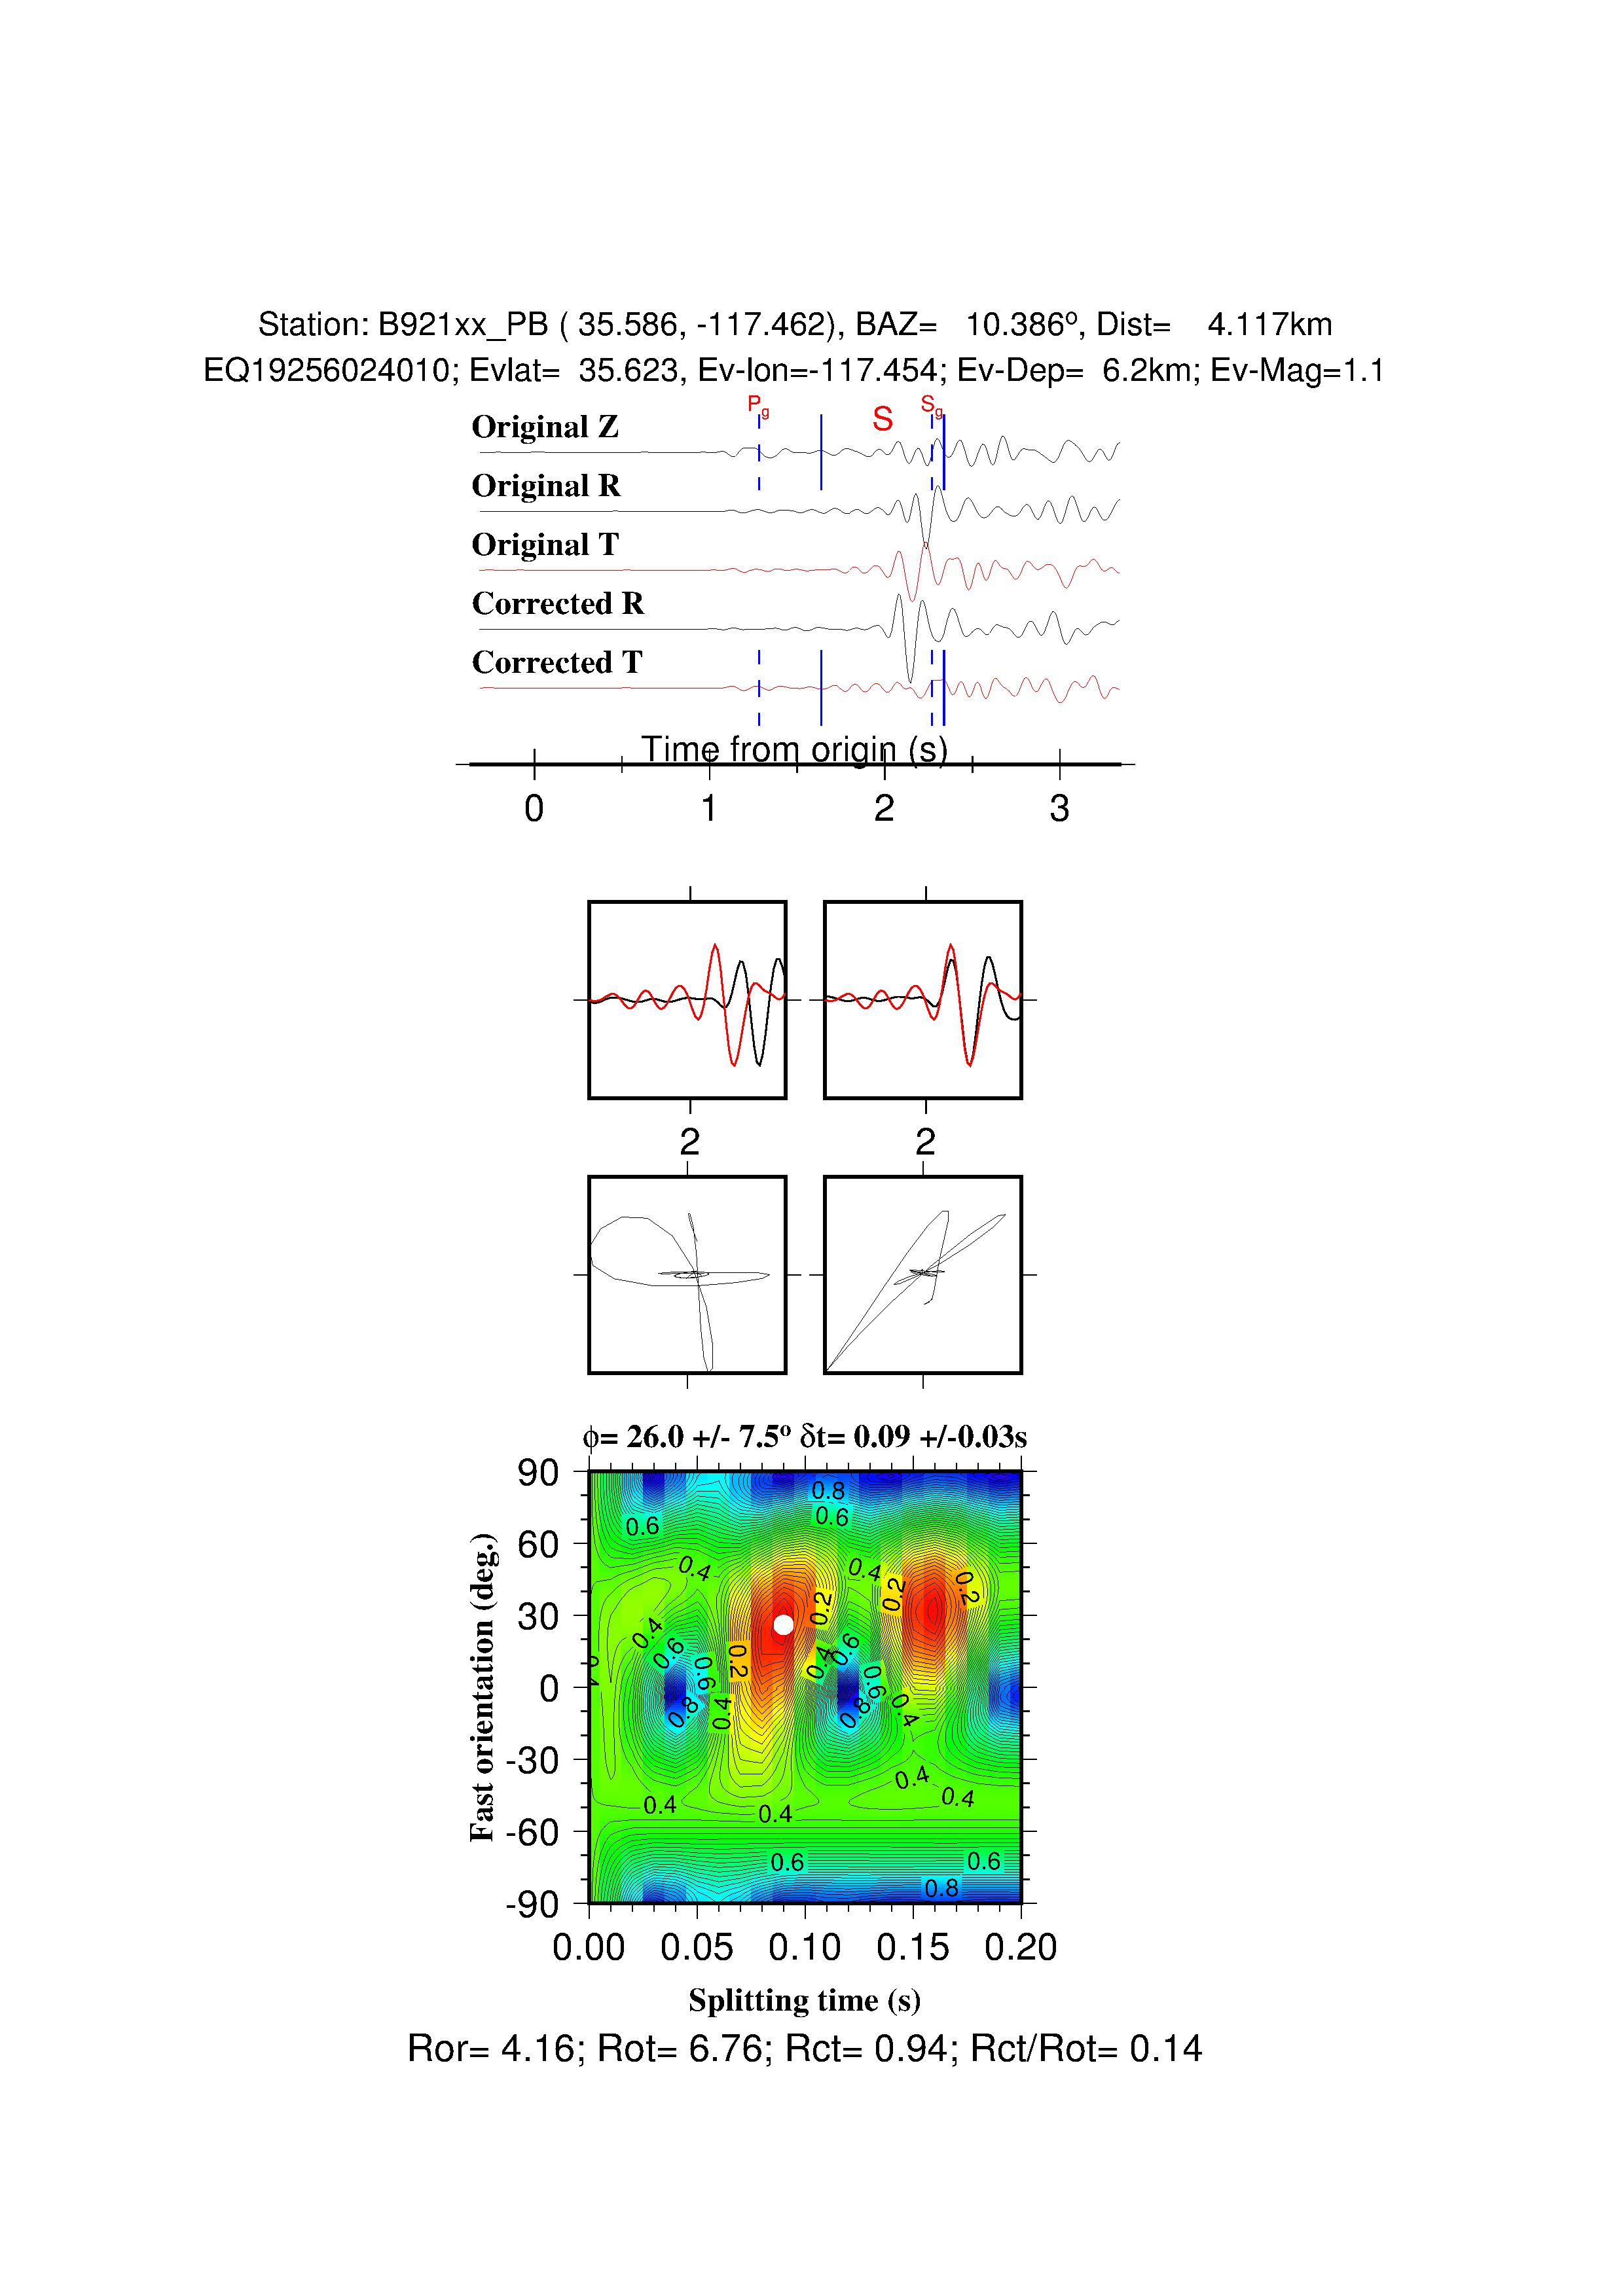 Station: B921xx_PB ( 35.586, -117.462), BAZ= 10.386º, Dist= 4.117km
EQ19256024010; Evlat= 35.623, Ev-lon=-117.454; Ev-Dep= 6.2km; Ev-Mag=1.1
Pg S Sg
Original Z
Original R
Original T
Corrected R
Corrected T
Time from origin (s)
0 1 2 3
2 2
ϕ= 26.0 +/- 7.5º δt= 0.09 +/-0.03s
Fast orientation (deg.)
90
60
30
0
-30
-60
-90
0.8
0.6
0.6
0.4
0.4
0.2
0.2
0.2
0.4
0.6
0.6
0.2
0.4
0.6
0.6
0.8
0.4
0.8
0.4
0.4
0.4
0.4
0.4
0.6
0.6
0.8
0.00 0.05 0.10 0.15 0.20
Splitting time (s)
Ror= 4.16; Rot= 6.76; Rct= 0.94; Rct/Rot= 0.14